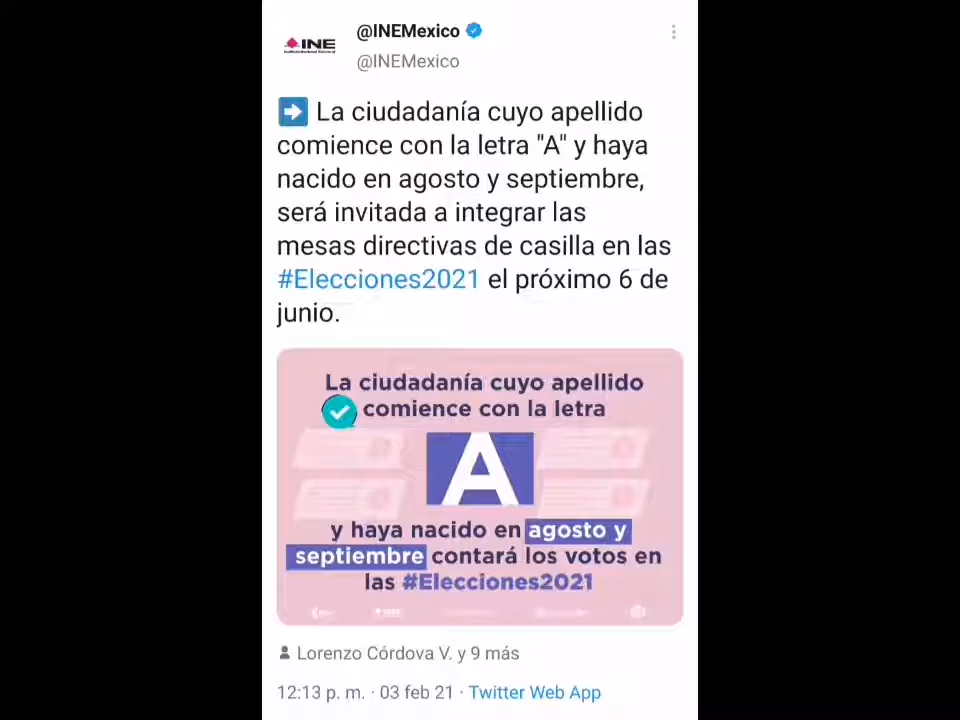 @INEMexico
@INEMexico
INE
La ciudadanía cuyo apellido
comience con la letra "A" y haya
nacido en agosto y septiembre,
será invitada a integrar las
mesas directivas de casilla en las
#Elecciones2021 el próximo 6 de
junio.
La ciudadanía cuyo apellido
comience con la letra
A
y haya nacido en agosto y
septiembre contará los votos en
las #Elecciones2021
Lorenzo Córdova V. y 9 más
12:13 p. m. · 03 feb 21 · Twitter Web App